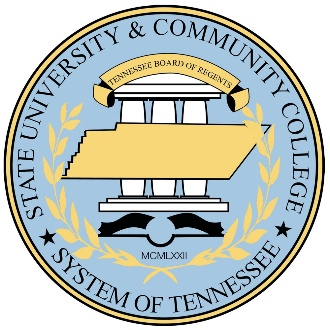 STATE UNIVERSITY & COMMUNITY COLLEGE
TENNESSEE BOARD OF REGENTS
MCMLXXII
SYSTEM OF TENNESSEE